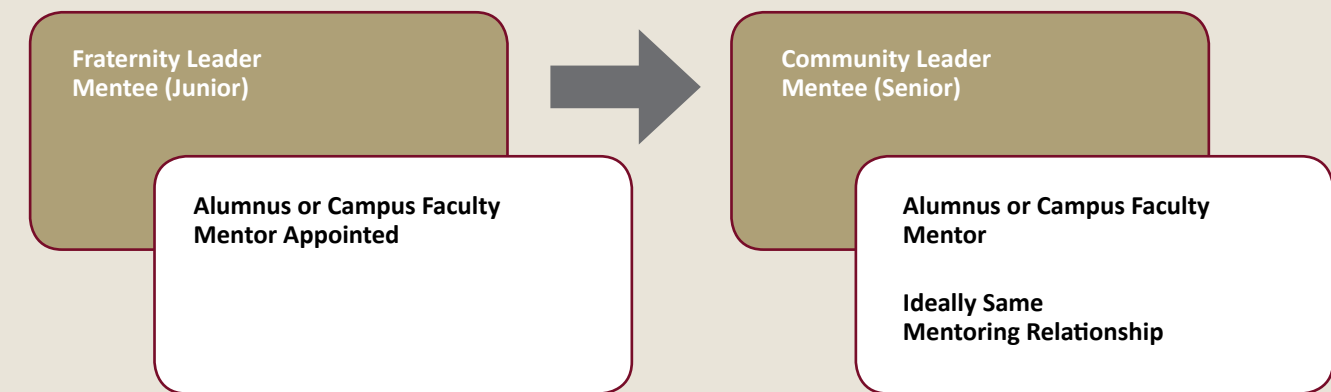 Fraternity Leader
Mentee (Junior)
Alumnus or Campus Faculty
Mentor Appointed
Community Leader
Mentee (Senior)
Alumnus or Campus Faculty
Mentor
Ideally Same
Mentoring Relationship